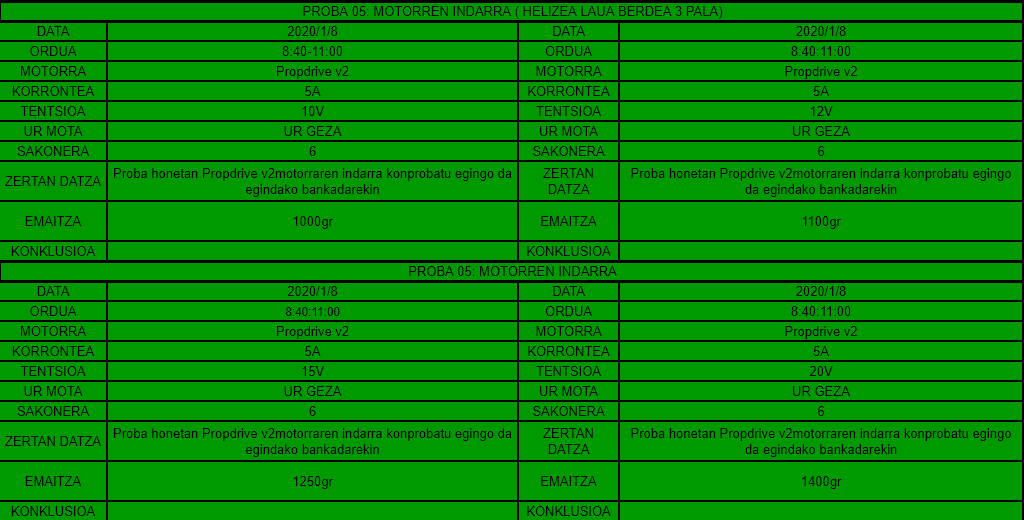 PROBA 05: MOTORREN INDARRA ( HELIZEA LAUA BERDEA 3 PALA)
DATA 2020/1/8 DATA 2020/1/8
ORDUA 8:40-11:00 ORDUA 8:40:11:00
MOTORRA Propdrive v2 MOTORRA Propdrive v2
KORRONTEA 5A KORRONTEA 5A
TENTSIOA 10V TENTSIOA 12V
UR MOTA UR GEZA UR MOTA UR GEZA
SAKONERA 6 SAKONERA 6
ZERTAN DATZA Proba honetan Propdrive v2motorraren indarra konprobatu egingo da
egindako bankadarekin
ZERTAN
DATZA
Proba honetan Propdrive v2motorraren indarra konprobatu egingo
da egindako bankadarekin
EMAITZA 1000gr EMAITZA 1100gr
KONKLUSIOA KONKLUSIOA
PROBA 05: MOTORREN INDARRA
DATA 2020/1/8 DATA 2020/1/8
ORDUA 8:40:11:00 ORDUA 8:40:11:00
MOTORRA Propdrive v2 MOTORRA Propdrive v2
KORRONTEA 5A KORRONTEA 5A
TENTSIOA 15V TENTSIOA 20V
UR MOTA UR GEZA UR MOTA UR GEZA
SAKONERA 6 SAKONERA 6
ZERTAN DATZA Proba honetan Propdrive v2motorraren indarra konprobatu egingo da
egindako bankadarekin
ZERTAN
DATZA
Proba honetan Propdrive v2motorraren indarra konprobatu egingo
da egindako bankadarekin
EMAITZA 1250gr EMAITZA 1400gr
KONKLUSIOA KONKLUSIOA